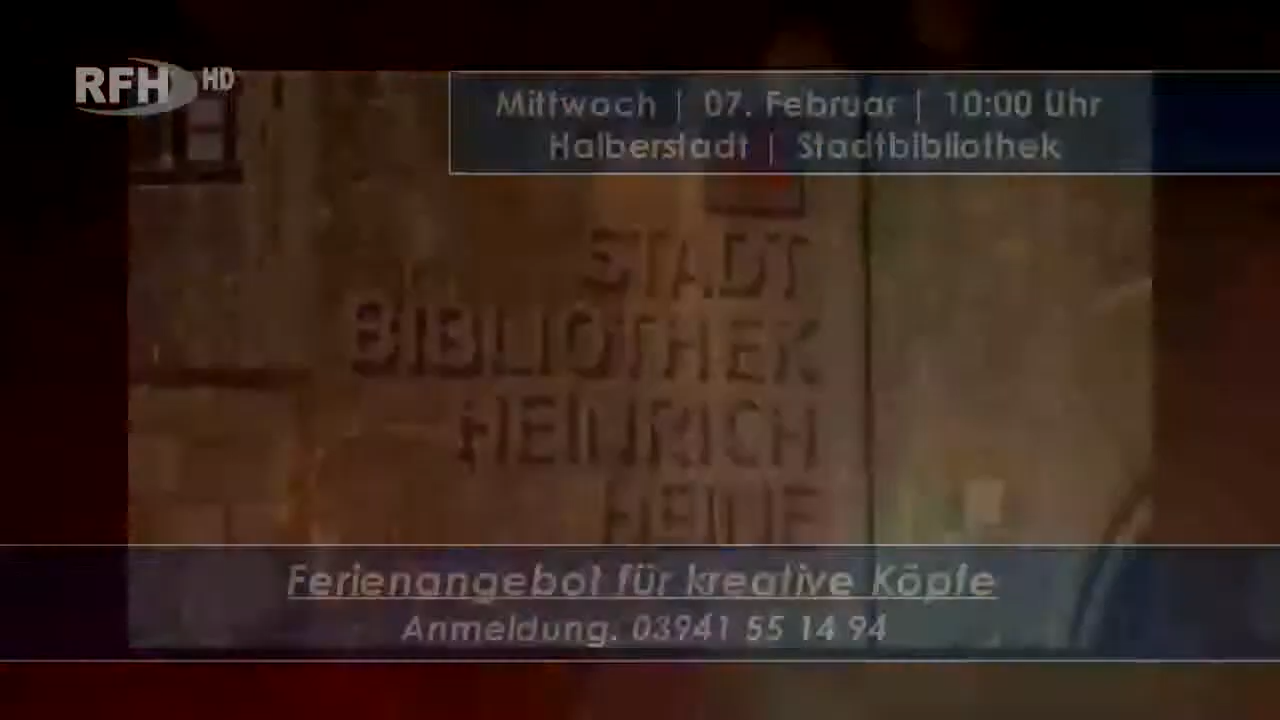 RFH HD
Mittwoch | 07. Februar | 10:00 Uhr
Halberstadt | Stadtbibliothek
STADT
BIBLIOTHEK
HEINRICH
HEINE
Ferienangebot für kreative Köpfe
Anmeldung. 03941 55 14 94